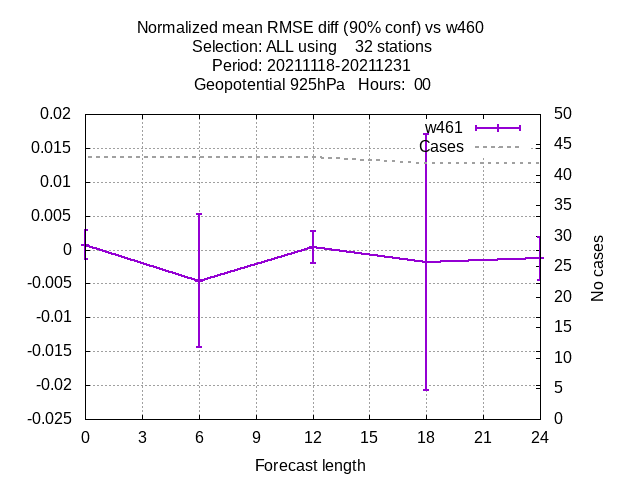 Normalized mean RMSE diff (90% conf) vs w460
Selection: ALL using    32 stations
Period: 20211118-20211231
Geopotential 925hPa   Hours:  00
0.02
0.015
0.01
0.005
0
-0.005
-0.01
-0.015
-0.02
-0.025
50
45
40
35
30
25
20
15
10
5
0
w461
Cases
No cases
0 3 6 9 12 15 18 21 24
Forecast length